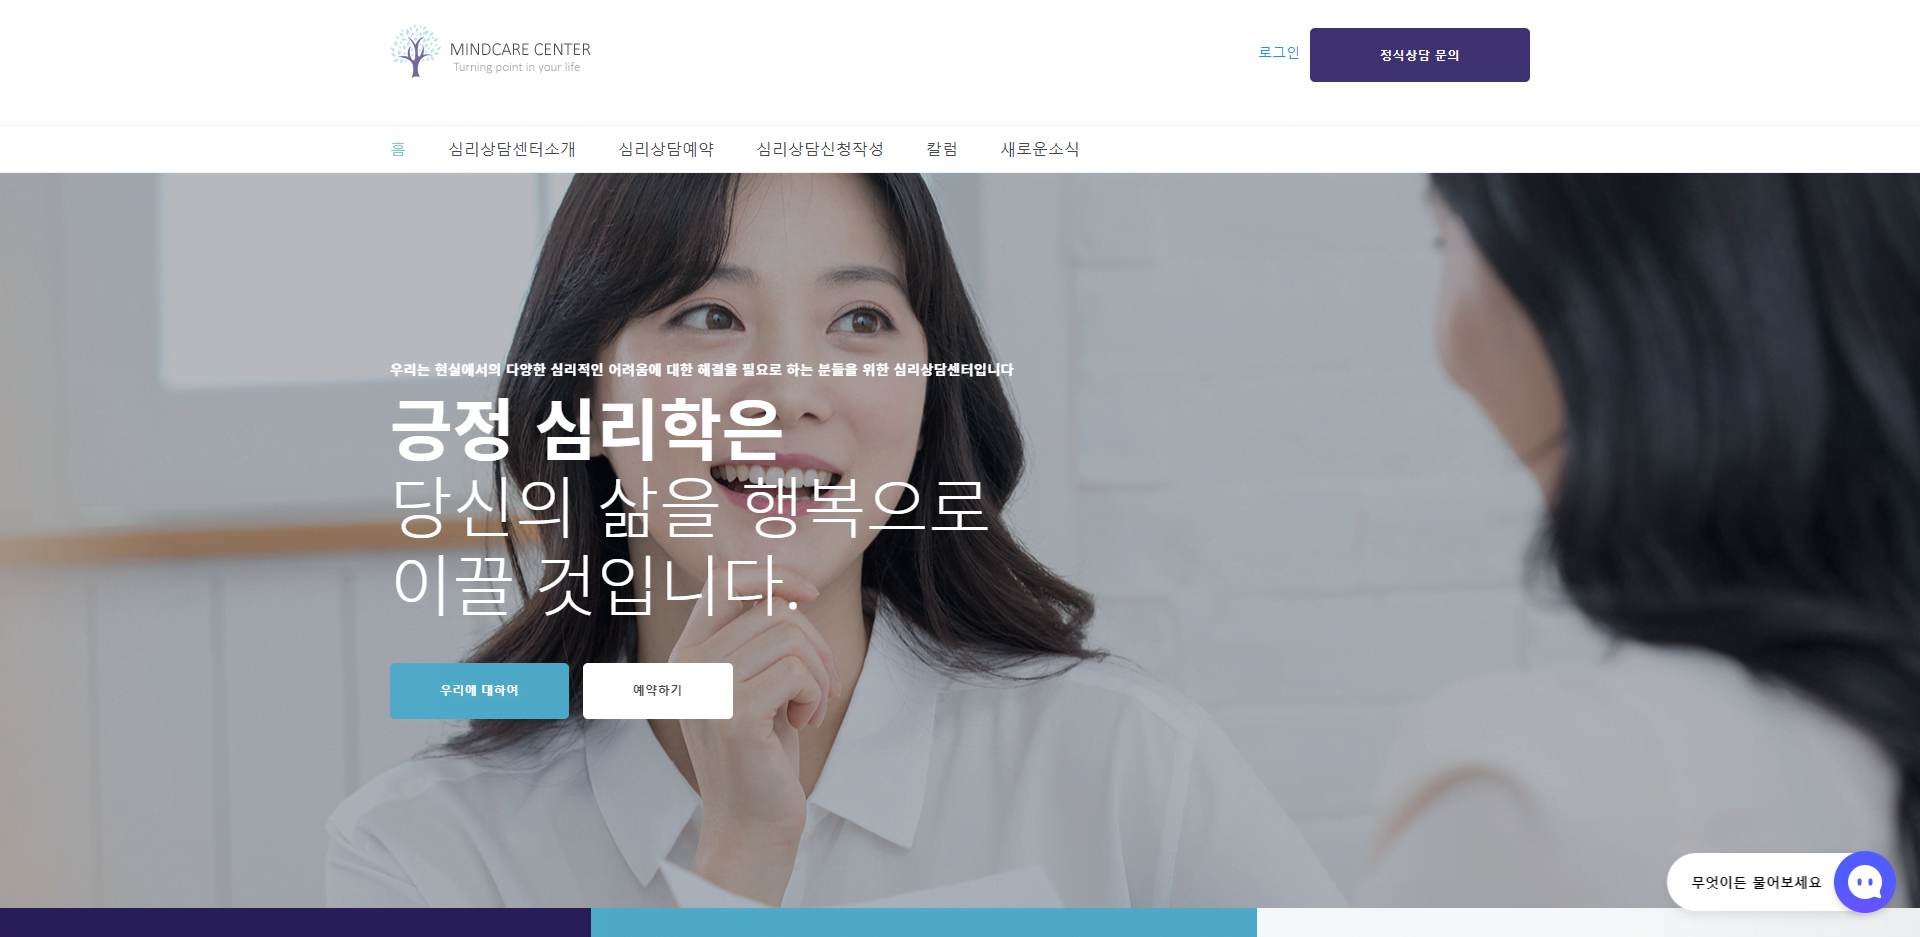 MINDCARE CENTER
Turning point in your life
로그인
정식상담 문의
홈
심리상담센터소개
심리상담예약
심리상담신청작성
칼럼
새로운소식
우리는 현실에서의 다양한 심리적인 어려움에 대한 해결을 필요로 하는 분들을 위한 심리상담센터입니다
긍정 심리학은
당신의 삶을 행복으로
이끌 것입니다.
우리에 대하여
예약하기
무엇이든 물어보세요